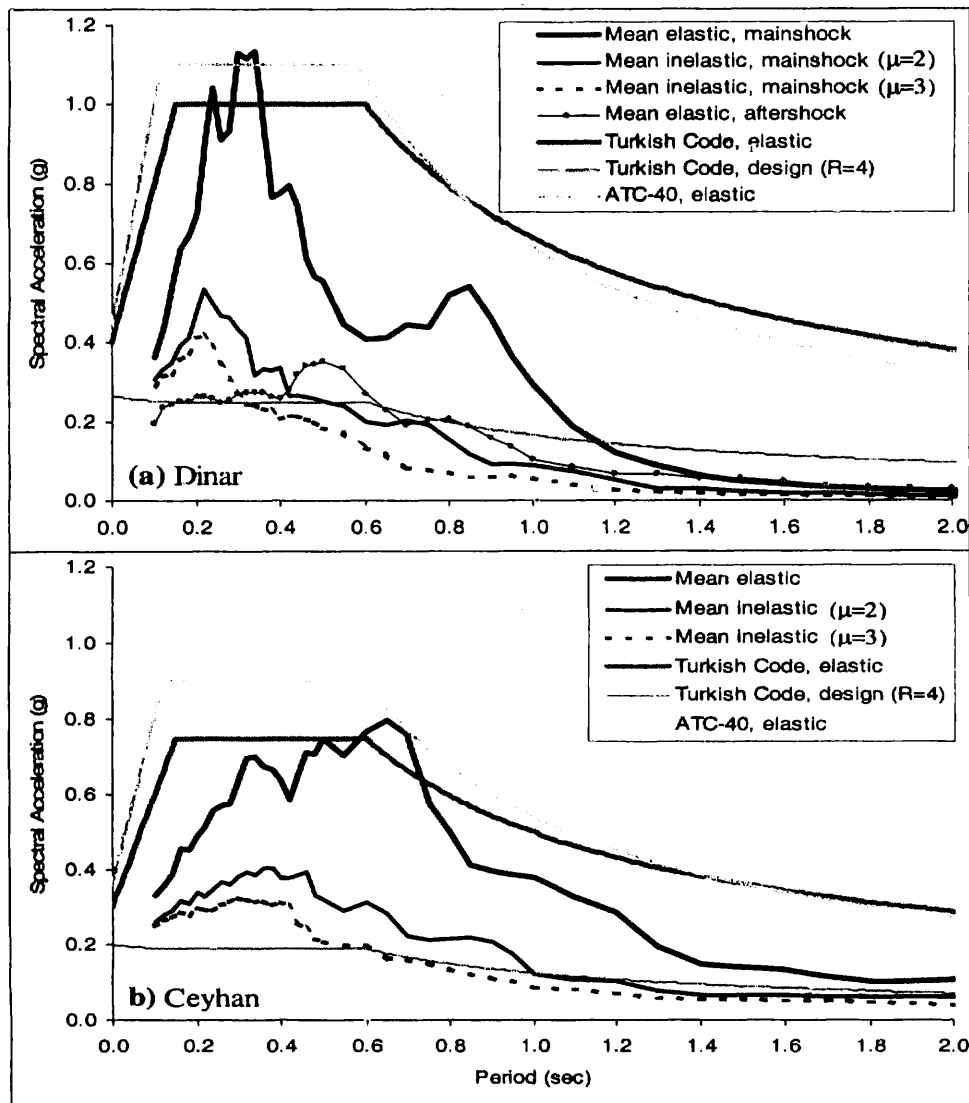 1.2
1.0
0.8
0.6
0.4
0.2
0.0
Spectral Acceleration (g)
Mean elastic, mainshock
Mean inelastic, mainshock (μ=2)
Mean inelastic, mainshock (μ=3)
Mean elastic, aftershock
Turkish Code, elastic
Turkish Code, design (R=4)
ATC-40, elastic
(a) Dinar
0.0 0.2 0.4 0.6 0.8 1.0 1.2 1.4 1.6 1.8 2.0
1.2
1.0
0.8
0.6
0.4
0.2
0.0
Spectral Acceleration (g)
Mean elastic
Mean inelastic (μ=2)
Mean inelastic (μ=3)
Turkish Code, elastic
Turkish Code, design (R=4)
ATC-40, elastic
b) Ceyhan
0.0 0.2 0.4 0.6 0.8 1.0 1.2 1.4 1.6 1.8 2.0
Period (sec)